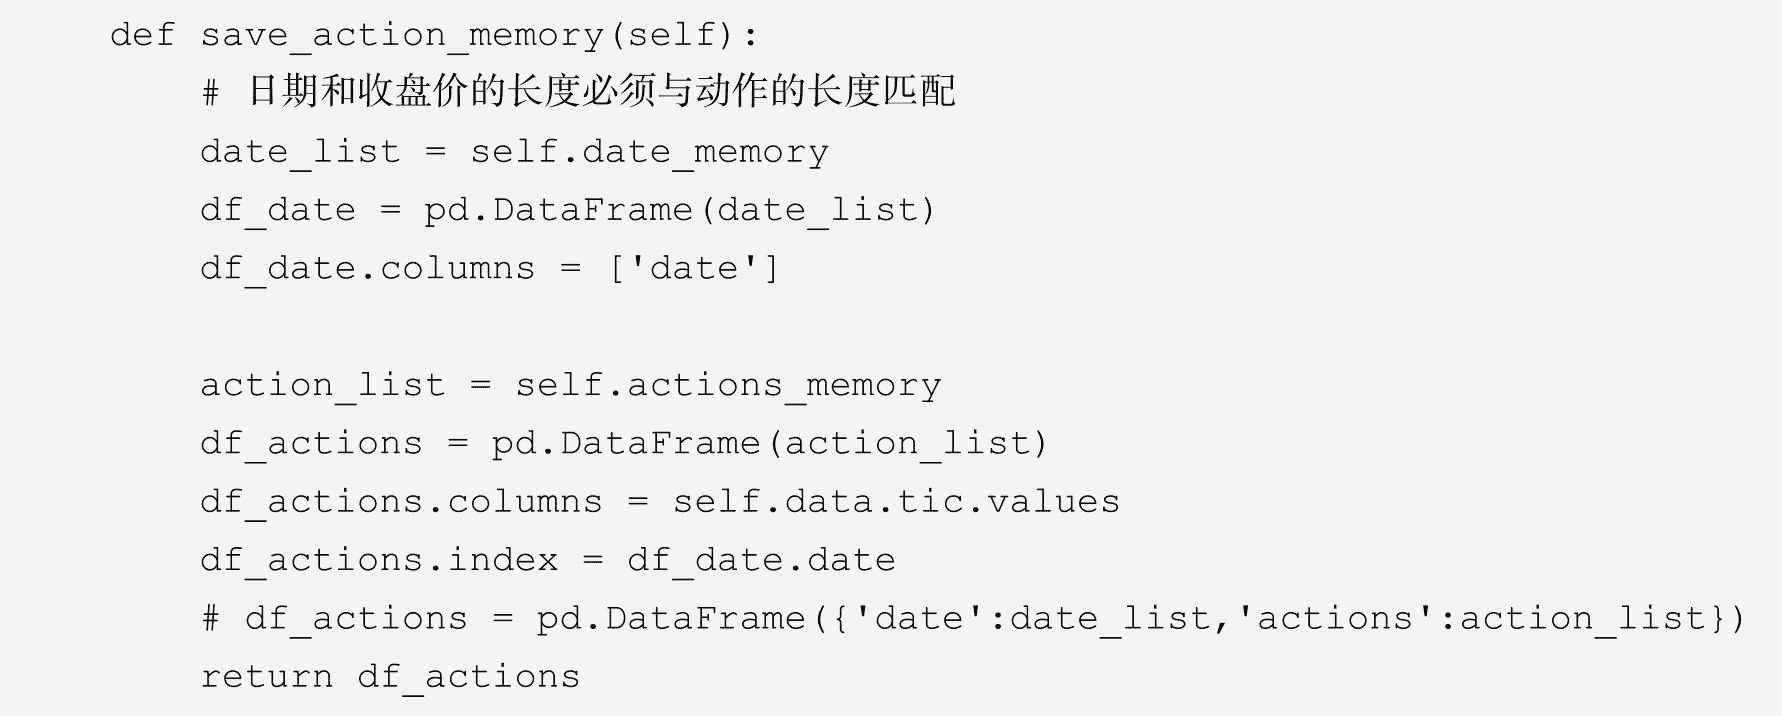 def save_action_memory(self):
# 日期和收盘价的长度必须与动作的长度匹配
date_list = self.date_memory
df_date = pd.DataFrame(date_list)
df_date.columns = ['date']
action_list = self.actions_memory
df_actions = pd.DataFrame(action_list)
df_actions.columns = self.data.tic.values
df_actions.index = df_date.date
# df_actions = pd.DataFrame({'date':date_list,'actions':action_list})
return df_actions